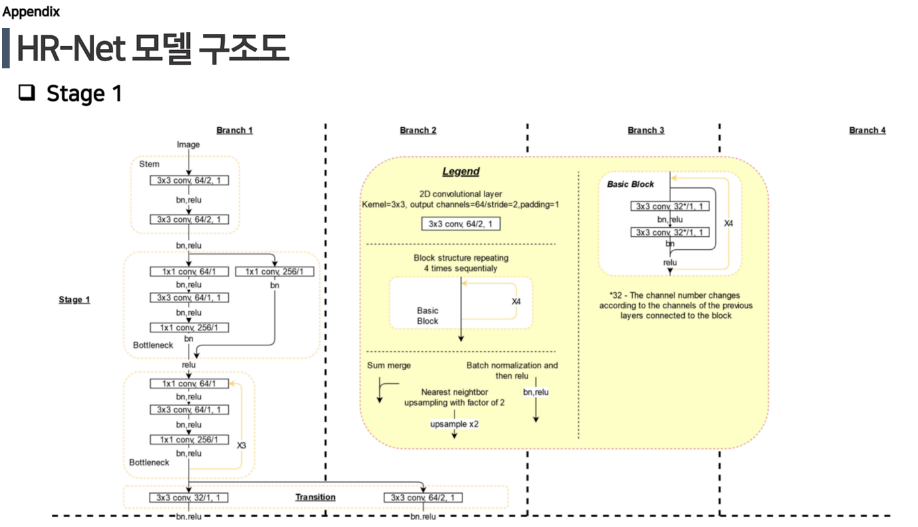 Appendix
HR-Net 모델 구조도
❑ Stage 1
Branch 1
Branch 2
Branch 3
Branch 4
Image
Stem
3x3 conv, 64/2, 1
bn,relu
3x3 conv, 64/2, 1
bn,relu
Stage 1
1x1 conv, 64/1
1x1 conv, 256/1
bn,relu
bn
3x3 conv, 64/1, 1
bn,relu
1x1 conv, 256/1
bn
Bottleneck
relu
1x1 conv, 64/1
bn,relu
3x3 conv, 64/1, 1
bn,relu
X3
1x1 conv, 256/1
bn,relu
Bottleneck
3x3 conv, 32/1, 1
Transition
3x3 conv, 64/2, 1
bn,relu
bn,relu
Legend
2D convolutional layer
Kernel=3x3, output channels=64/stride=2,padding=1
3x3 conv, 64/2, 1
Block structure repeating
4 times sequentialy
X4
Basic
Block
Sum merge
Batch normalization and
then relu
bn,relu
Nearest neightbor
upsampling with factor of 2
upsample x2
Basic Block
3x3 conv, 32*/1, 1
bn,relu
X4
3x3 conv, 32*/1, 1
bn
relu
*32 - The channel number changes
according to the channels of the previous
layers connected to the block